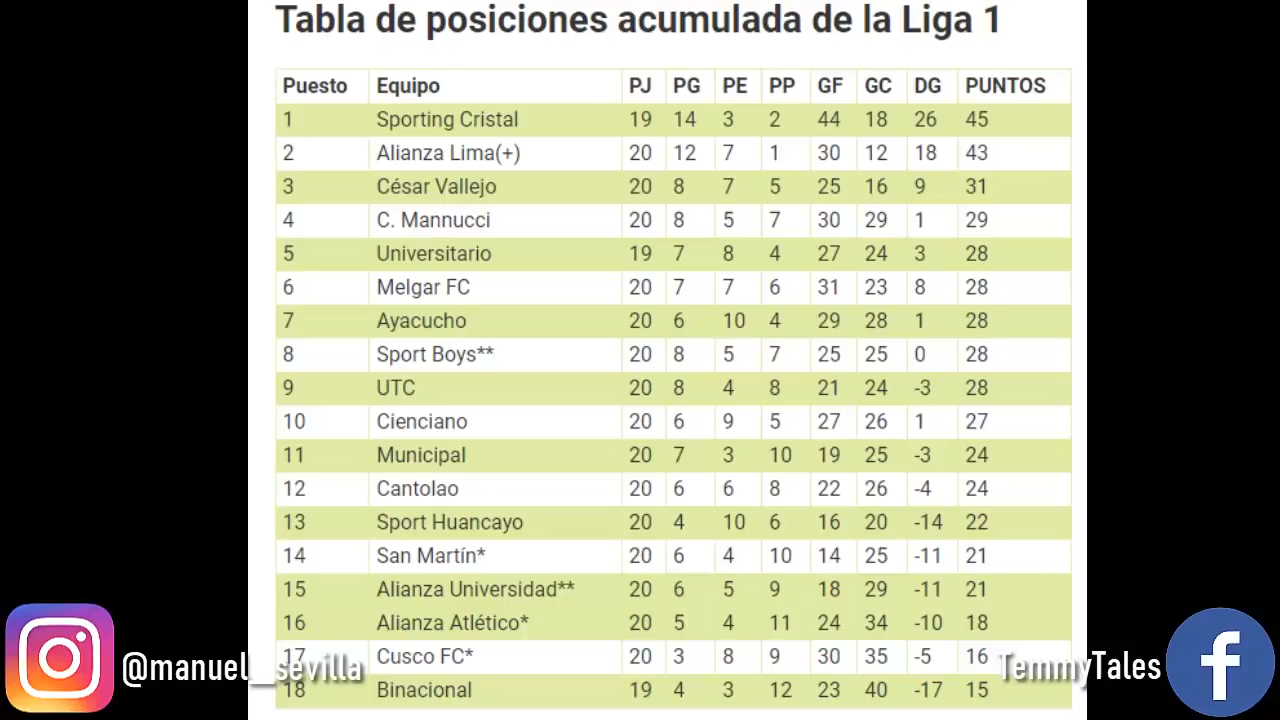 Tabla de posiciones acumulada de la Liga 1
Puesto Equipo PJ PG PE PP GF GC DG PUNTOS
1 Sporting Cristal 19 14 3 2 44 18 26 45
2 Alianza Lima(+) 20 12 7 1 30 12 18 43
3 César Vallejo 20 8 7 5 25 16 9 31
4 C. Mannucci 20 8 5 7 30 29 1 29
5 Universitario 19 7 8 4 27 24 3 28
6 Melgar FC 20 7 7 6 31 23 8 28
7 Ayacucho 20 6 10 4 29 28 1 28
8 Sport Boys** 20 8 5 7 25 25 0 28
9 UTC 20 8 4 8 21 24 -3 28
10 Cienciano 20 6 9 5 27 26 1 27
11 Municipal 20 7 3 10 19 25 -3 24
12 Cantolao 20 6 6 8 22 26 -4 24
13 Sport Huancayo 20 4 10 6 16 20 -14 22
14 San Martín* 20 6 4 10 14 25 -11 21
15 Alianza Universidad** 20 6 5 9 18 29 -11 21
16 Alianza Atlético* 20 5 4 11 24 34 -10 18
17 Cusco FC* 20 3 8 9 30 35 -5 16
18 Binacional 19 4 3 12 23 40 -17 15
@manuel_sevilla
TemmyTales